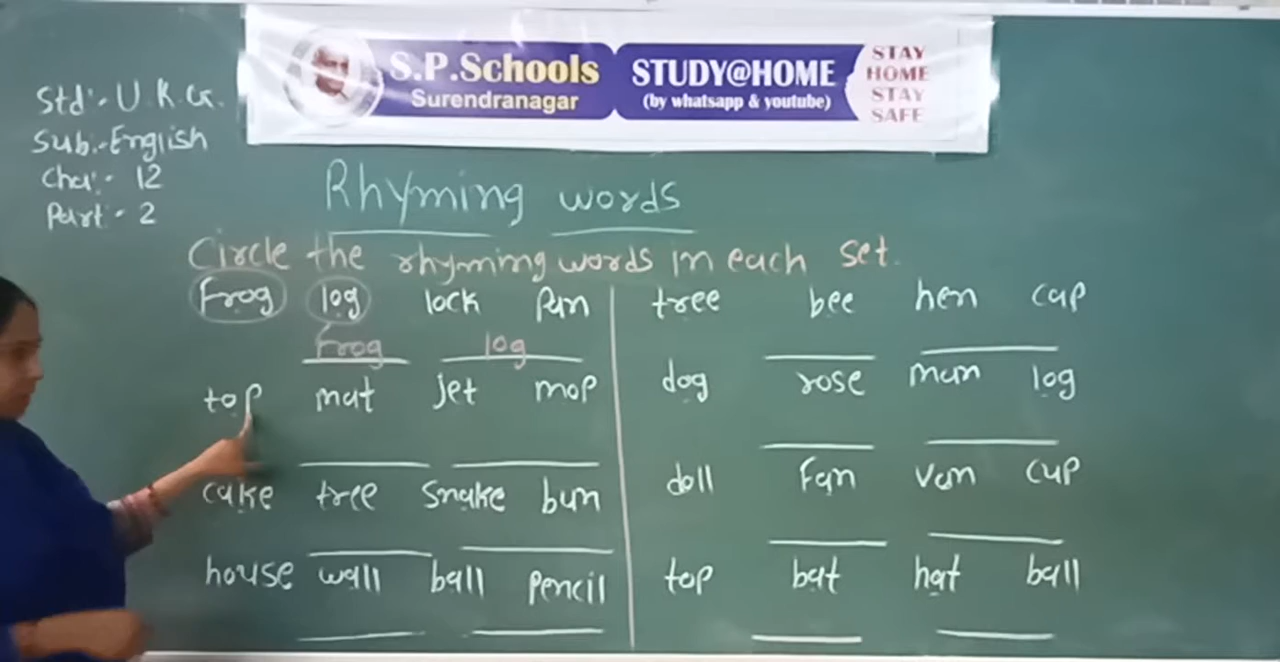 S.P.Schools
Surendranagar
STUDY@HOME
(by whatsapp & youtube)
STAY
HOME
STAY
SAFE
Std:- U.K.G.
Sub:- English
Cha:- 12
Part:- 2
Rhyming words
Circle the rhyming words in each set.
Frog log lock pan
Frog log
top mat jet mop
cake tree snake bun
house wall ball pencil
tree bee hen cap
dog rose man log
doll Fan van cup
top bat hat ball